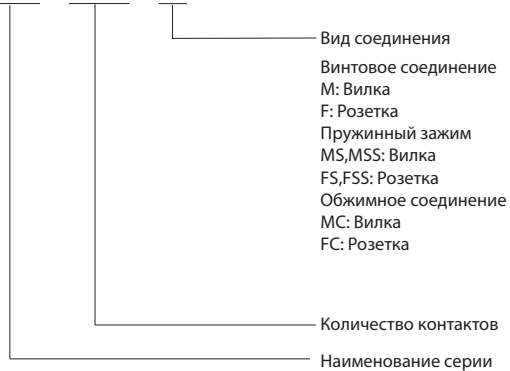 Вид соединения
Винтовое соединение
M: Вилка
F: Розетка
Пружинный зажим
MS,MSS: Вилка
FS,FSS: Розетка
Обжимное соединение
MC: Вилка
FC: Розетка
Количество контактов
Наименование серии